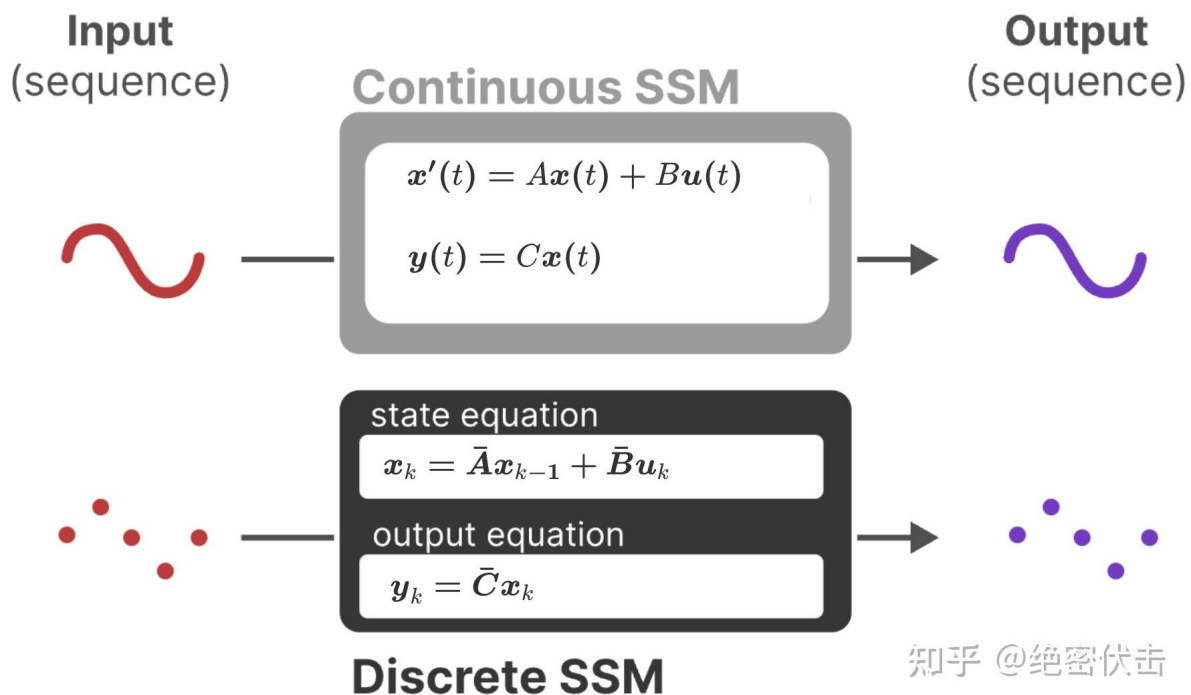 Input
(sequence)
Output
(sequence)
Continuous SSM
x′(t) = Ax(t) + Bu(t)
y(t) = Cx(t)
state equation
xₖ = A̅xₖ₋₁ + B̅uₖ
output equation
yₖ = C̅xₖ
Discrete SSM
知乎 @绝密伏击